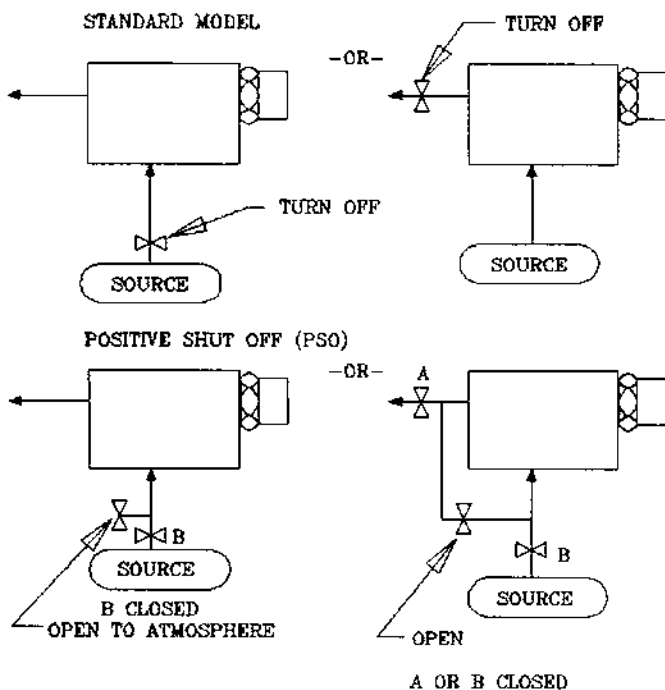 STANDARD MODEL
TURN OFF
-OR-
TURN OFF
SOURCE
SOURCE
POSITIVE SHUT OFF (PSO)
-OR-
A
B
SOURCE
B CLOSED
OPEN TO ATMOSPHERE
B
SOURCE
OPEN
A OR B CLOSED